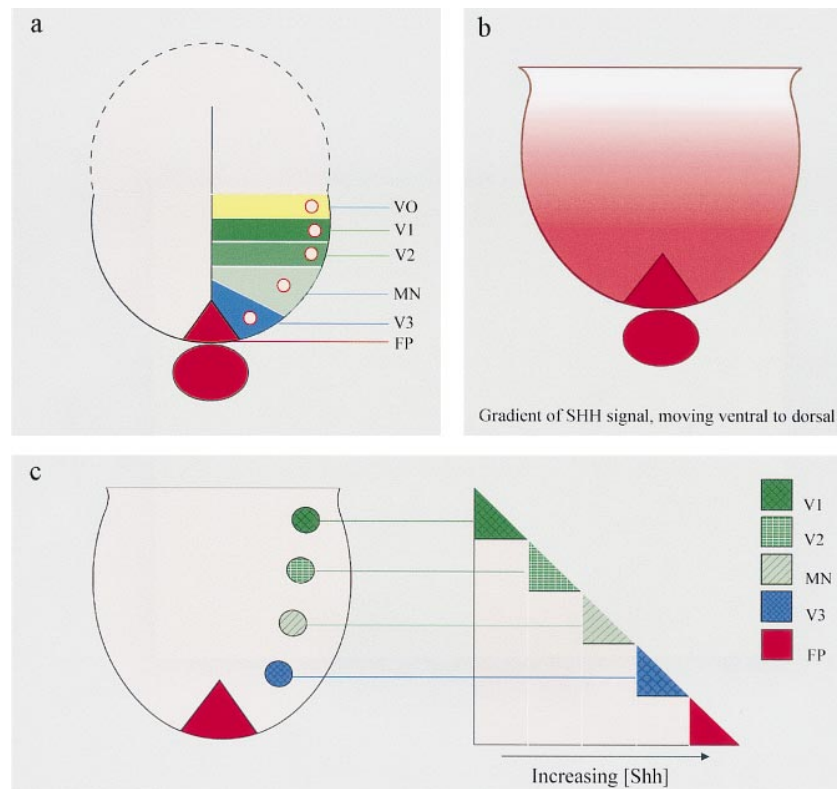 a
VO
V1
V2
MN
V3
FP
b
Gradient of SHH signal, moving ventral to dorsal
c
V1
V2
MN
V3
FP
Increasing [Shh]